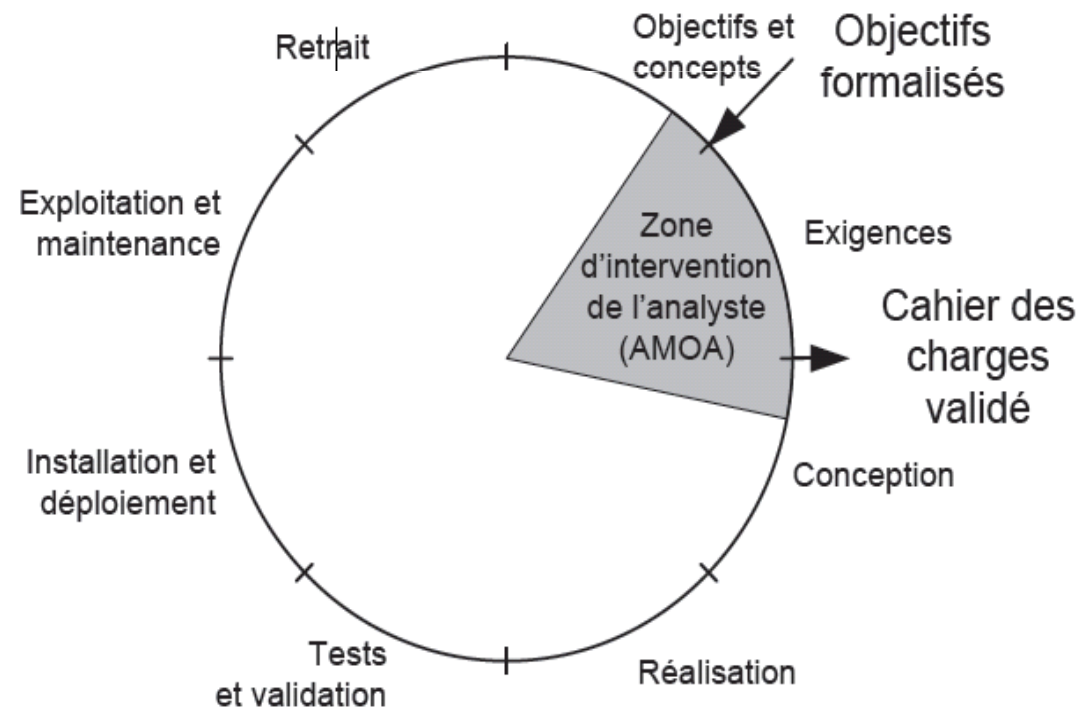 Retrait
Objectifs et
concepts
Objectifs
formalisés
Exploitation et
maintenance
Zone
d'intervention
de l'analyste
(AMOA)
Exigences
Cahier des
charges
validé
Installation et
déploiement
Conception
Tests
et validation
Réalisation